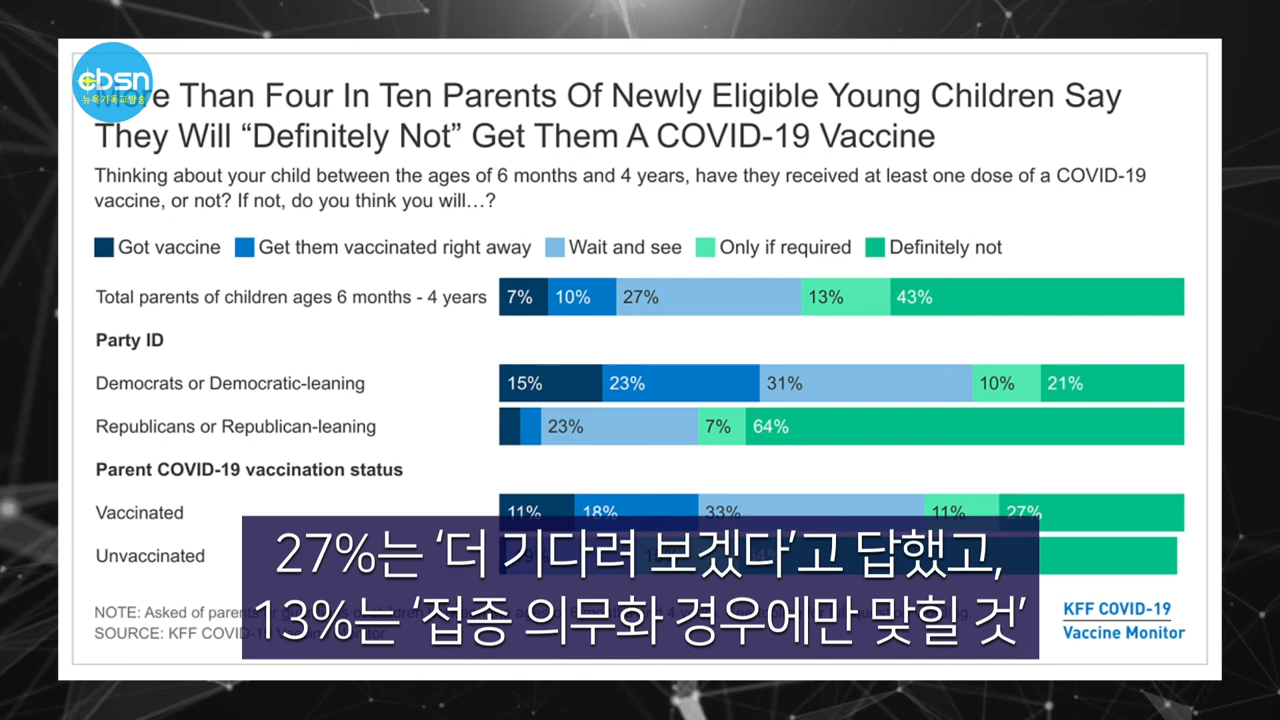 cbsn
뉴욕기독교방송
More Than Four In Ten Parents Of Newly Eligible Young Children Say
They Will “Definitely Not” Get Them A COVID-19 Vaccine
Thinking about your child between the ages of 6 months and 4 years, have they received at least one dose of a COVID-19
vaccine, or not? If not, do you think you will…?
Got vaccine Get them vaccinated right away Wait and see Only if required Definitely not
Total parents of children ages 6 months - 4 years 7% 10% 27% 13% 43%
Party ID
Democrats or Democratic-leaning 15% 23% 31% 10% 21%
Republicans or Republican-leaning 23% 7% 64%
Parent COVID-19 vaccination status
Vaccinated 11% 18% 33% 11% 27%
Unvaccinated
27%는 ‘더 기다려 보겠다’고 답했고,
13%는 ‘접종 의무화 경우에만 맞힐 것’
NOTE: Asked of parents
SOURCE: KFF COVID-19
KFF COVID-19
Vaccine Monitor